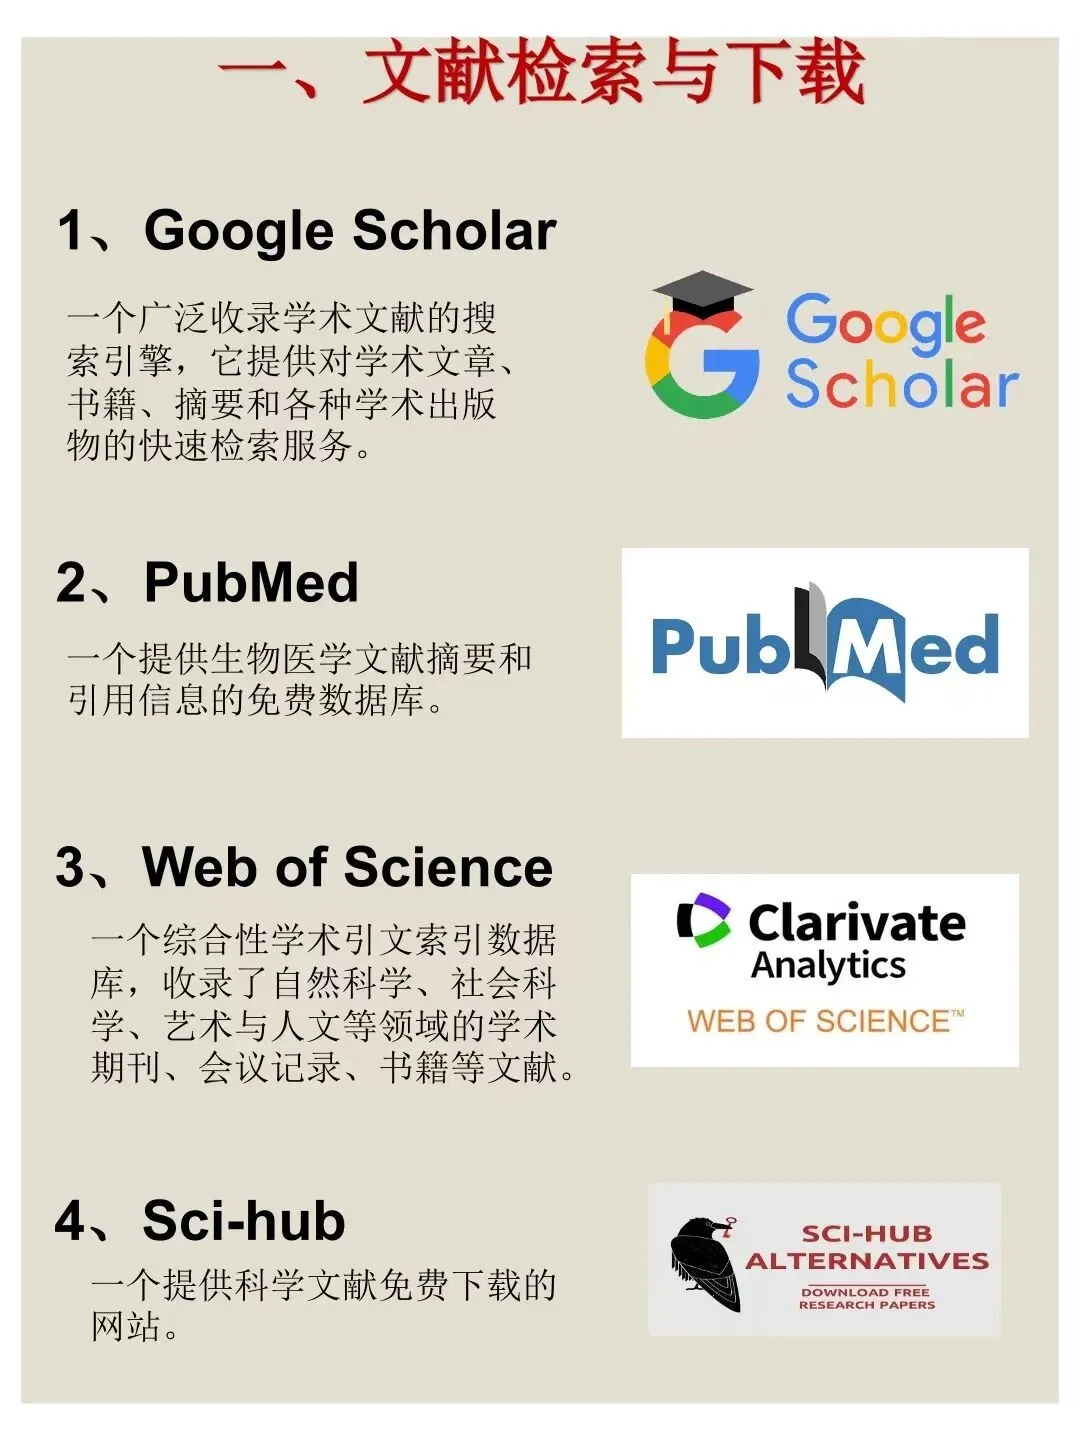 一、文献检索与下载
1、Google Scholar
一个广泛收录学术文献的搜
索引擎，它提供对学术文章、
书籍、摘要和各种学术出版
物的快速检索服务。
Google
Scholar
2、PubMed
一个提供生物医学文献摘要和
引用信息的免费数据库。
PubMed
3、Web of Science
一个综合性学术引文索引数据
库，收录了自然科学、社会科
学、艺术与人文等领域的学术
期刊、会议记录、书籍等文献。
Clarivate
Analytics
WEB OF SCIENCE™
4、Sci-hub
一个提供科学文献免费下载的
网站。
SCI-HUB
ALTERNATIVES
DOWNLOAD FREE
RESEARCH PAPERS